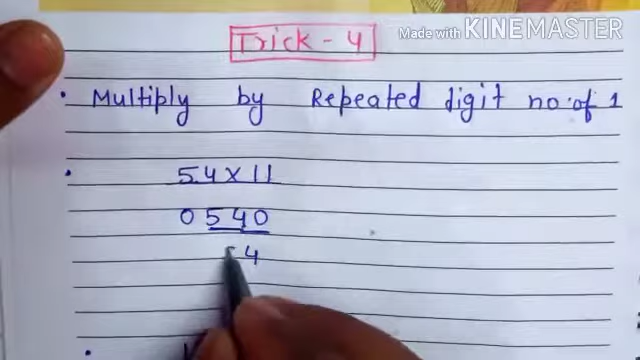 Made with KINEMASTER
Trick - 4
• Multiply by Repeated digit no. of 1
• 54×11
0540
4